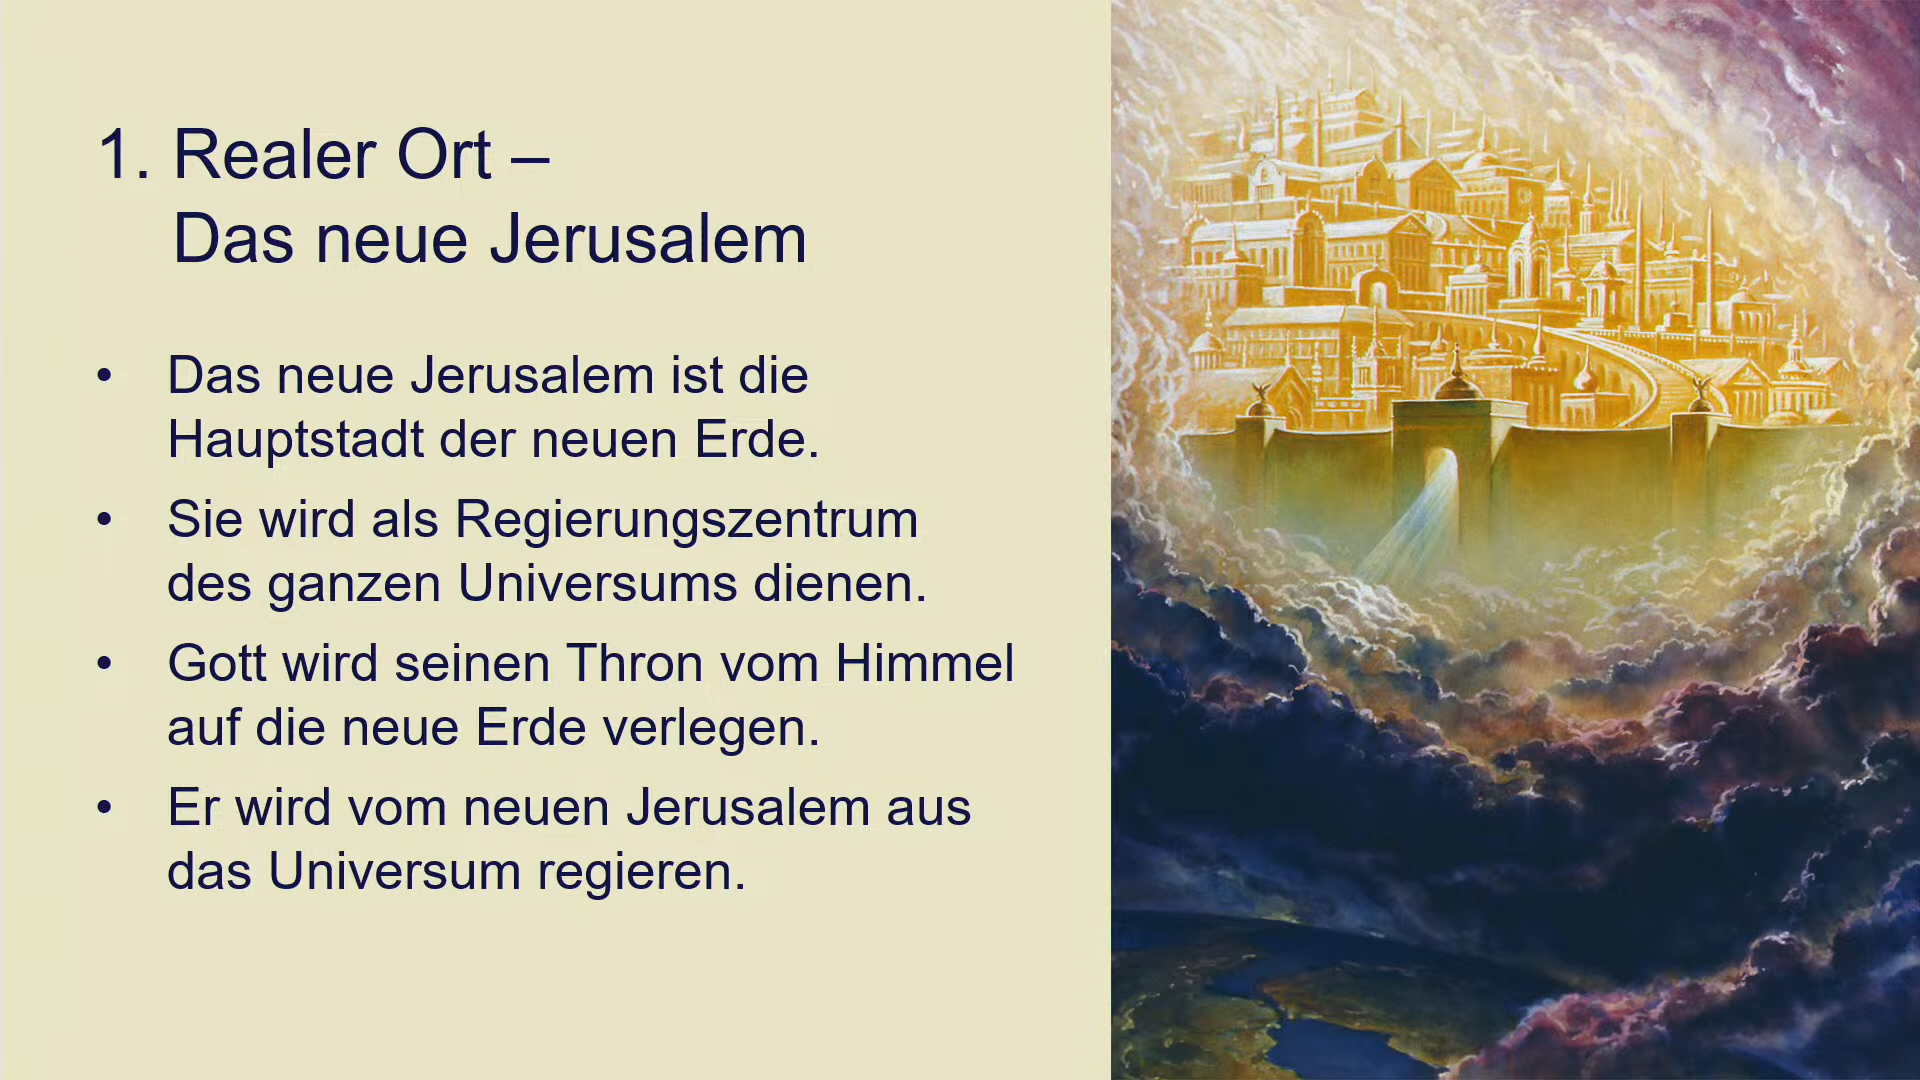 1. Realer Ort –
Das neue Jerusalem
• Das neue Jerusalem ist die
Hauptstadt der neuen Erde.
• Sie wird als Regierungszentrum
des ganzen Universums dienen.
• Gott wird seinen Thron vom Himmel
auf die neue Erde verlegen.
• Er wird vom neuen Jerusalem aus
das Universum regieren.